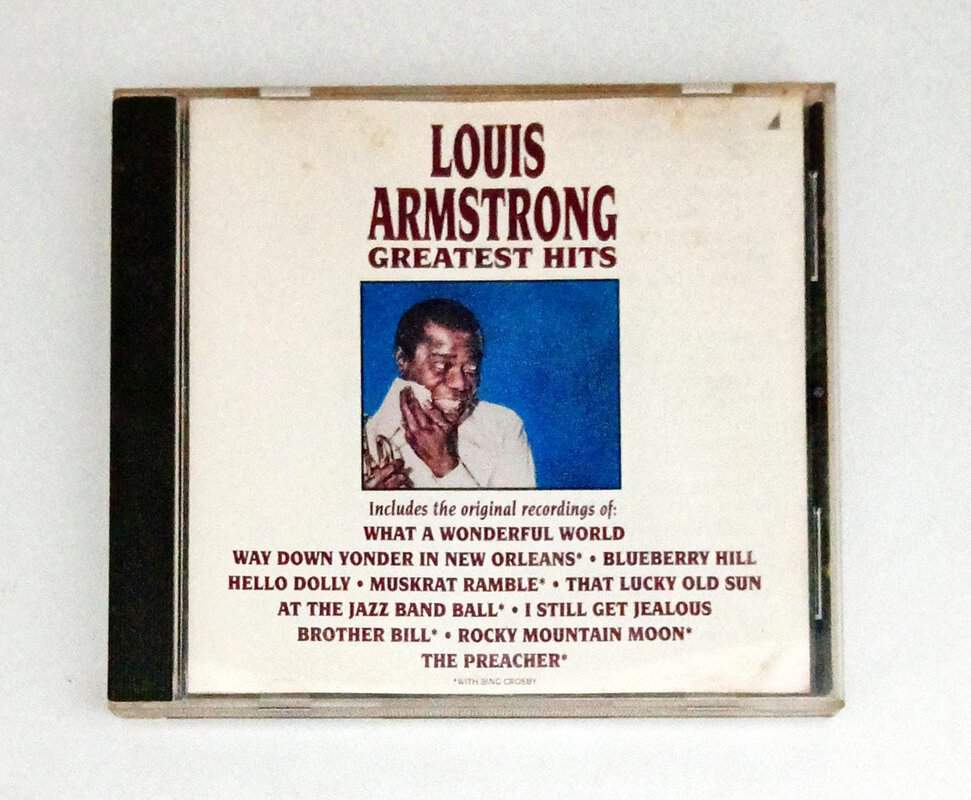 LOUIS
ARMSTRONG
GREATEST HITS
Includes the original recordings of:
WHAT A WONDERFUL WORLD
WAY DOWN YONDER IN NEW ORLEANS* • BLUEBERRY HILL
HELLO DOLLY • MUSKRAT RAMBLE* • THAT LUCKY OLD SUN
AT THE JAZZ BAND BALL* • I STILL GET JEALOUS
BROTHER BILL* • ROCKY MOUNTAIN MOON*
THE PREACHER*
*WITH BING CROSBY